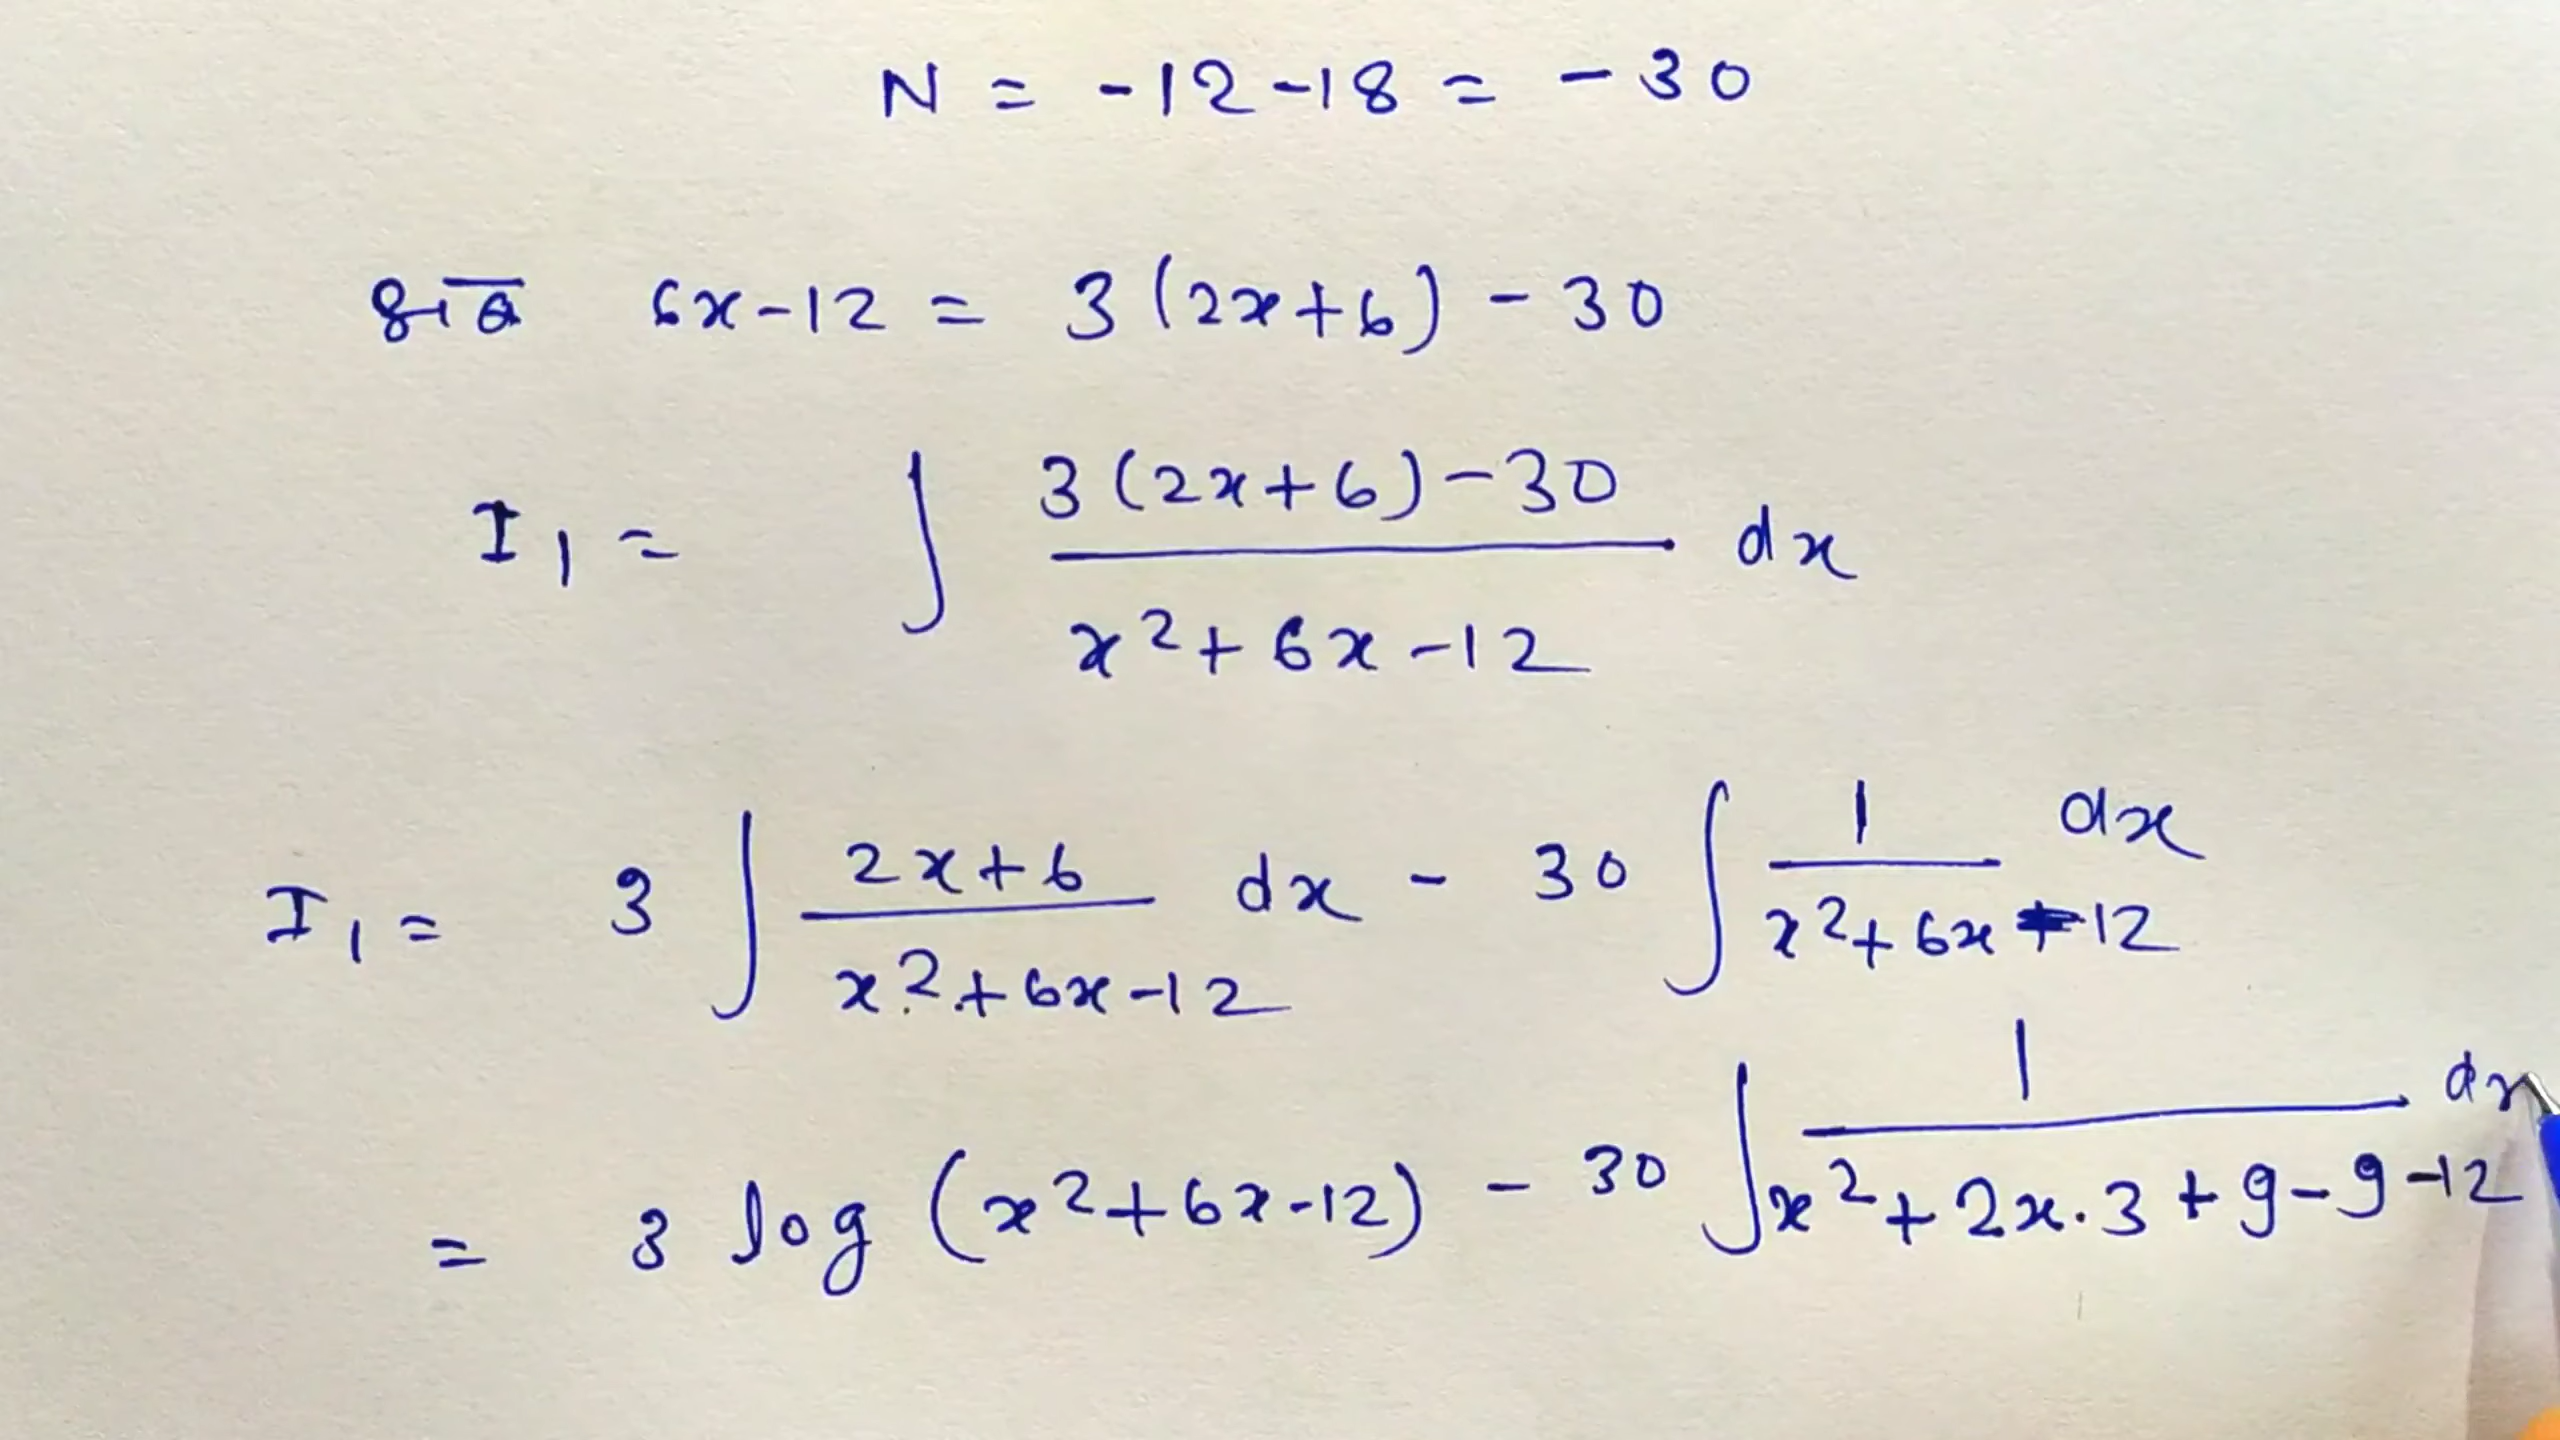 N = -12-18 = -30
6x-12 = 3(2x+6) - 30
I₁ = ∫ (3(2x+6)-30)/(x²+6x-12) dx
I₁ = 3 ∫ (2x+6)/(x²+6x-12) dx - 30 ∫ 1/(x²+6x-12) dx
= 3 log (x²+6x-12) - 30 ∫ 1/(x²+2x·3+9-9-12) dx